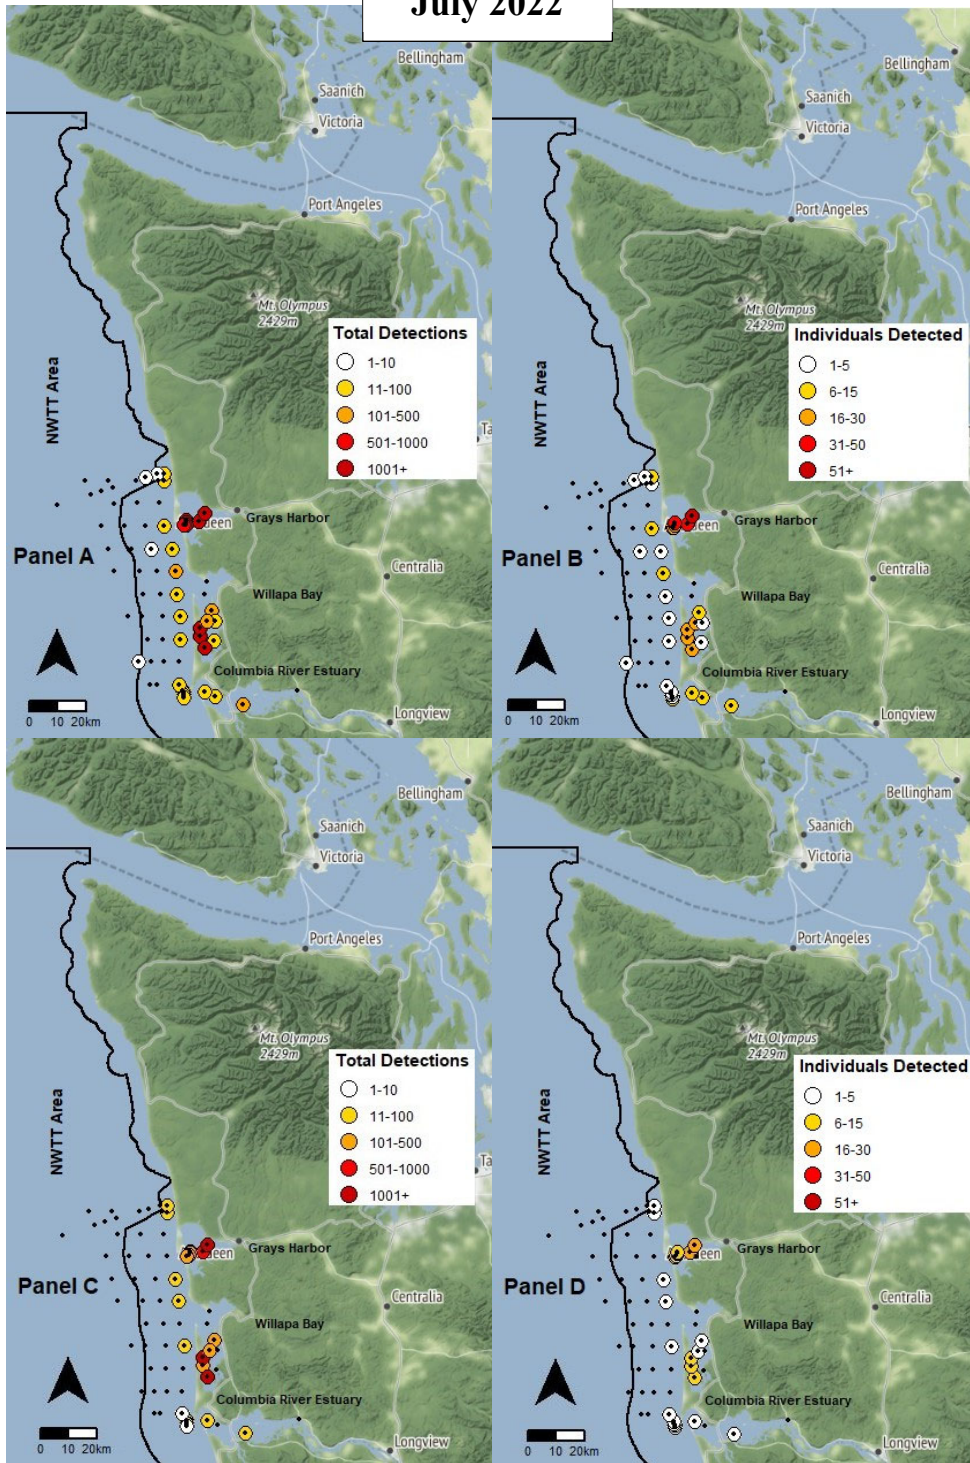 July 2022
Bellingham
Saanich
Victoria
Port Angeles
Mt. Olympus
2429m
NWTT Area
Total Detections
1-10
11-100
101-500
501-1000
1001+
Ta
Grays Harbor
Panel A
Centralia
Willapa Bay
Columbia River Estuary
Longview
0 10 20km
Bellingham
Saanich
Victoria
Port Angeles
Mt. Olympus
2429m
NWTT Area
Individuals Detected
1-5
6-15
16-30
31-50
51+
Grays Harbor
Panel B
Centralia
Willapa Bay
Columbia River Estuary
Longview
0 10 20km
Bellingham
Saanich
Victoria
Port Angeles
Mt. Olympus
2429m
NWTT Area
Total Detections
1-10
11-100
101-500
501-1000
1001+
Ta
een
Grays Harbor
Panel C
Centralia
Willapa Bay
Columbia River Estuary
Longview
0 10 20km
Bellingham
Saanich
Victoria
Port Angeles
Mt. Olympus
2429m
NWTT Area
Individuals Detected
1-5
6-15
16-30
31-50
51+
een
Grays Harbor
Panel D
Centralia
Willapa Bay
Columbia River Estuary
Longview
0 10 20km